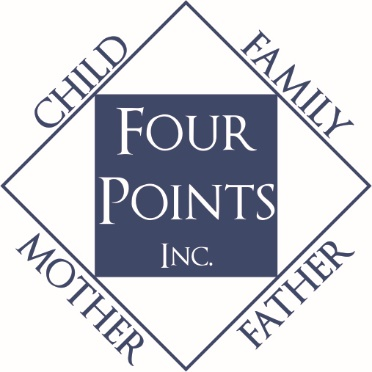 CHILD
FAMILY
FOUR
POINTS
INC.
MOTHER
FATHER